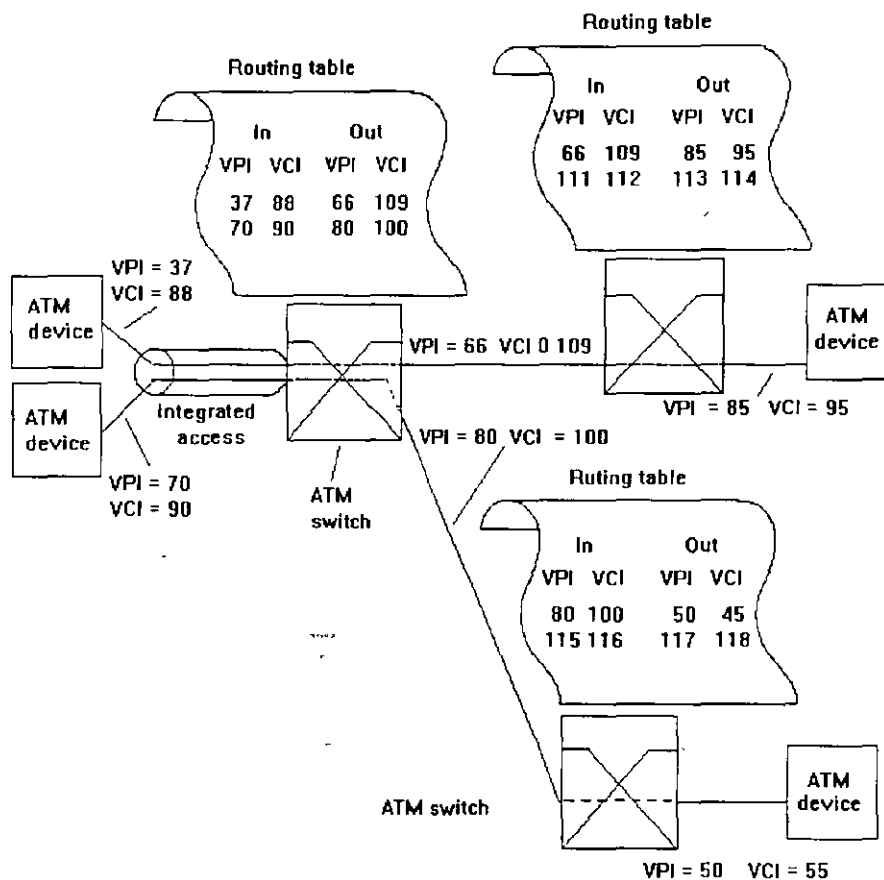 Routing table
In Out
VPI VCI VPI VCI
37 88 66 109
70 90 80 100
Routing table
In Out
VPI VCI VPI VCI
66 109 85 95
111 112 113 114
VPI = 37
VCI = 88
ATM
device
ATM
device
VPI = 70
VCI = 90
Integrated
access
ATM
switch
VPI = 66 VCI 0 109
VPI = 80 VCI = 100
ATM
device
VPI = 85 VCI = 95
Ruting table
In Out
VPI VCI VPI VCI
80 100 50 45
115 116 117 118
ATM switch
ATM
device
VPI = 50 VCI = 55